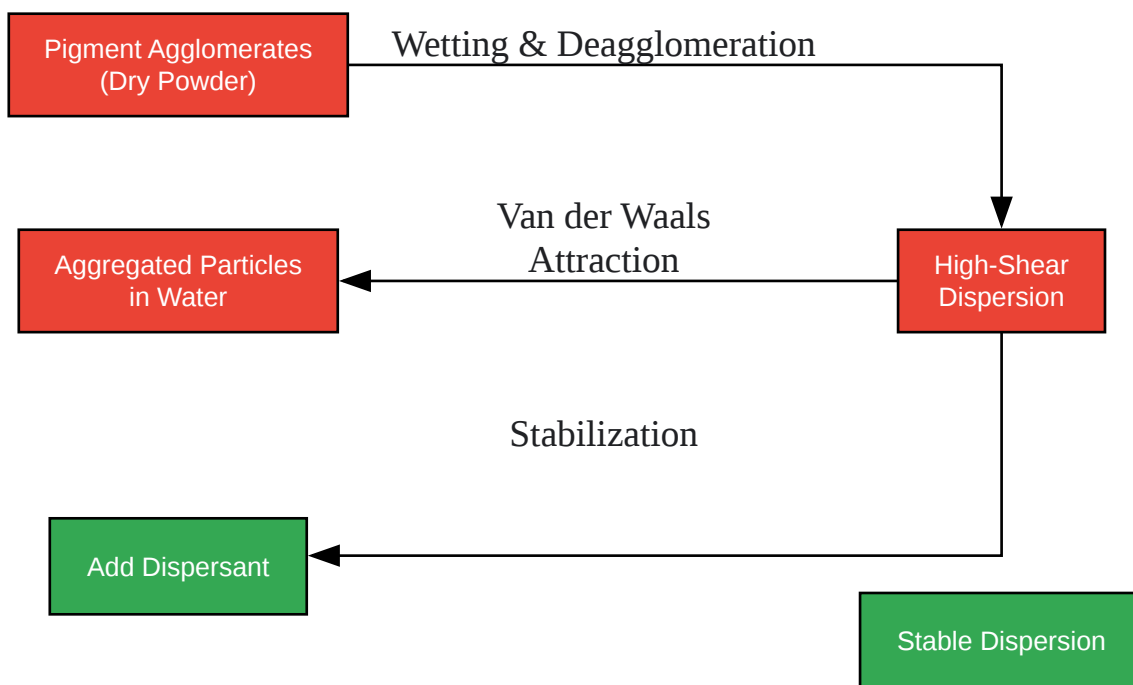 Pigment Agglomerates
(Dry Powder)
Wetting & Deagglomeration
Van der Waals
Attraction
Aggregated Particles
in Water
High-Shear
Dispersion
Stabilization
Add Dispersant
Stable Dispersion